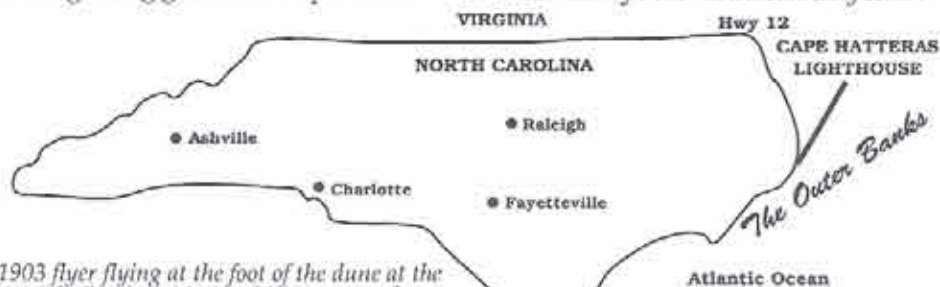 VIRGINIA
Hwy 12
CAPE HATTERAS
LIGHTHOUSE
NORTH CAROLINA
Raleigh
Ashville
The Outer Banks
Charlotte
Fayetteville
1903 flyer flying at the foot of the dune at the
Atlantic Ocean